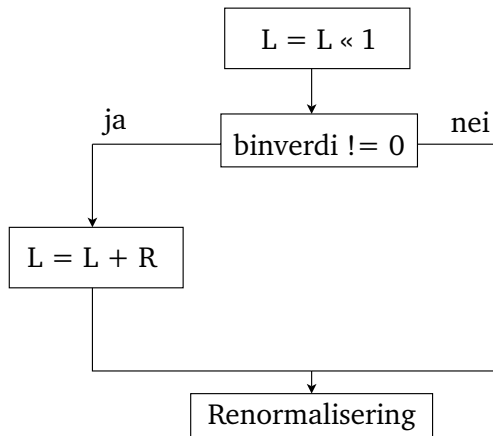 L = L « 1
ja
nei
binverdi != 0
L = L + R
Renormalisering